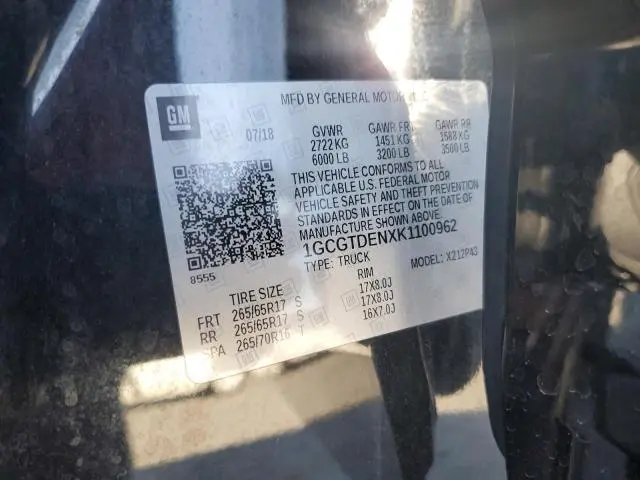 GM
07/18
MFD BY GENERAL MOTORS
GVWR GAWR FRT GAWR RR
2722 KG 1451 KG 1588 KG
6000 LB 3200 LB 3500 LB
THIS VEHICLE CONFORMS TO ALL
APPLICABLE U.S. FEDERAL MOTOR
VEHICLE SAFETY AND THEFT PREVENTION
STANDARDS IN EFFECT ON THE DATE OF
MANUFACTURE SHOWN ABOVE.
1GCGTDENXK1100962
TYPE: TRUCK MODEL: X212P43
8555
TIRE SIZE RIM
FRT 265/65R17 S 17X8.0J
RR 265/65R17 S 17X8.0J
SPA 265/70R16 T 16X7.0J